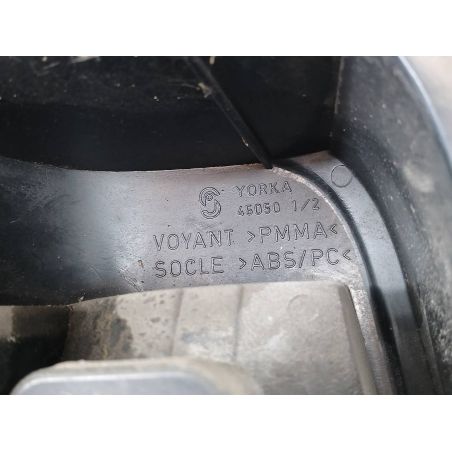 YORKA
45050 1/2
VOYANT >PMMA<
SOCLE >ABS/PC<